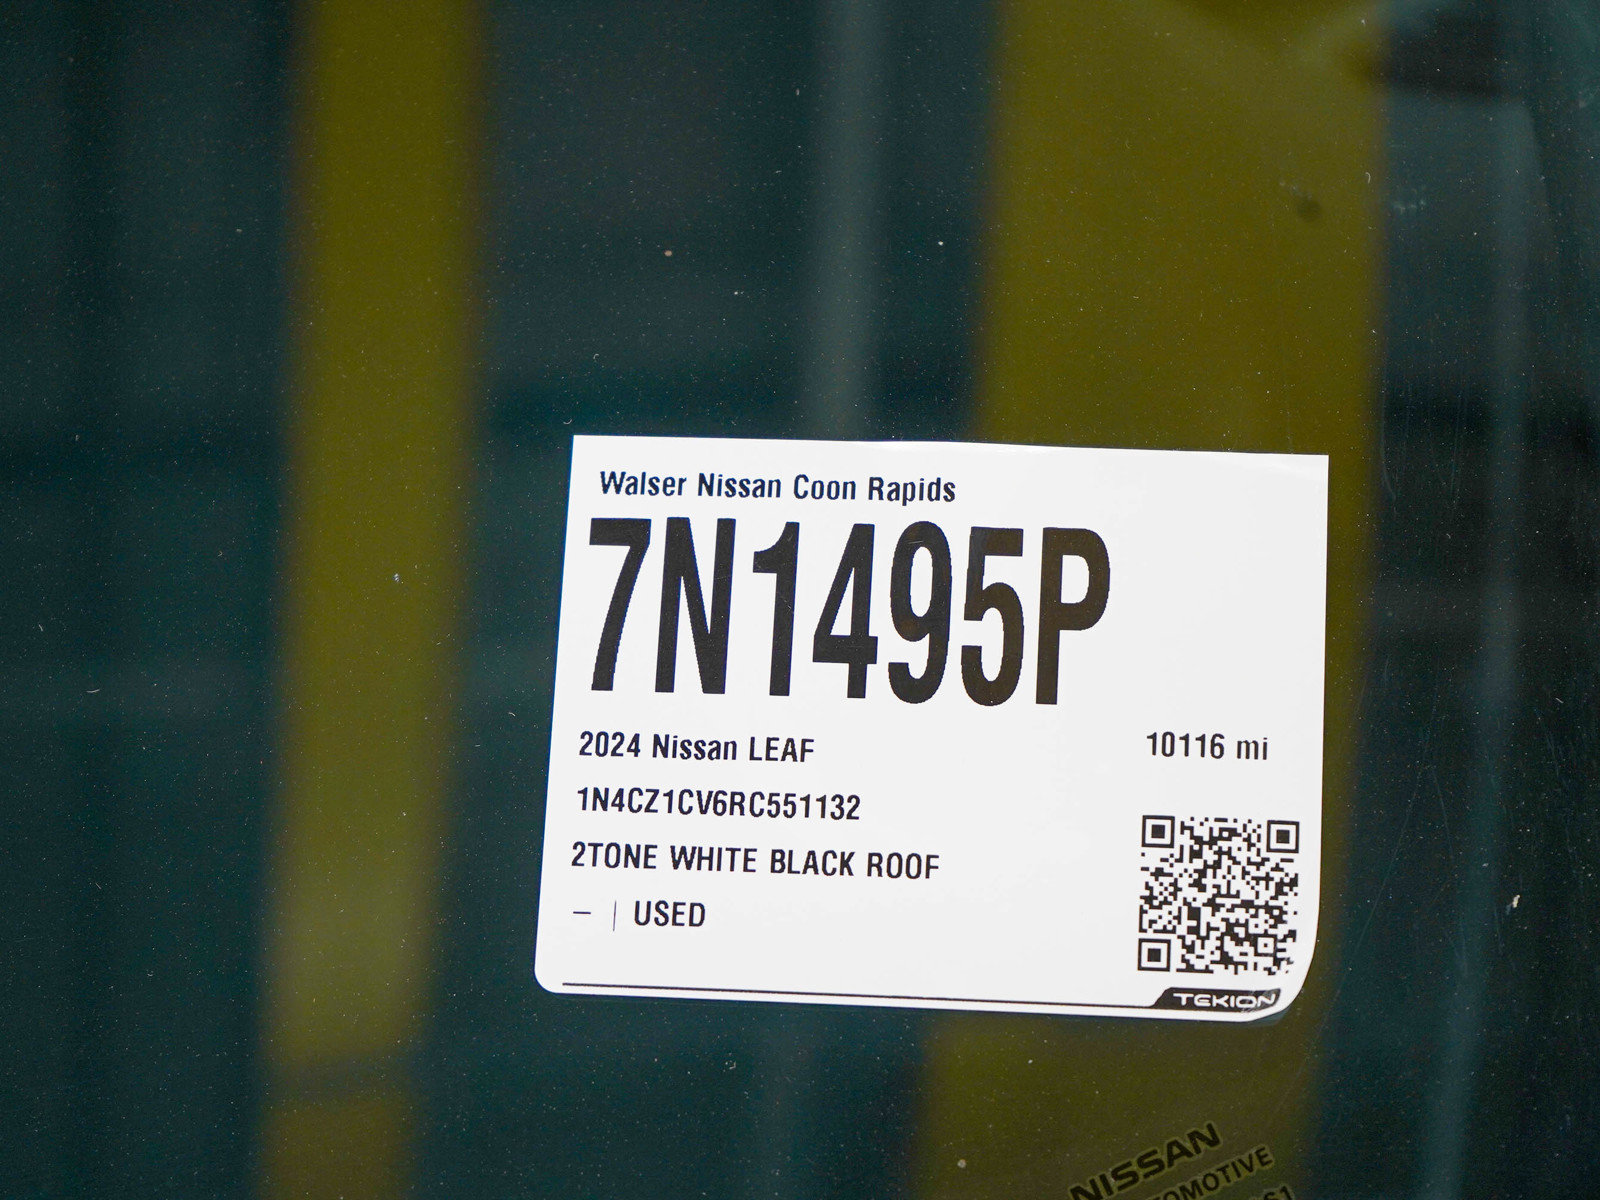 Walser Nissan Coon Rapids
7N1495P
2024 Nissan LEAF 10116 mi
1N4CZ1CV6RC551132
2TONE WHITE BLACK ROOF
– | USED
TEKION
NISSAN